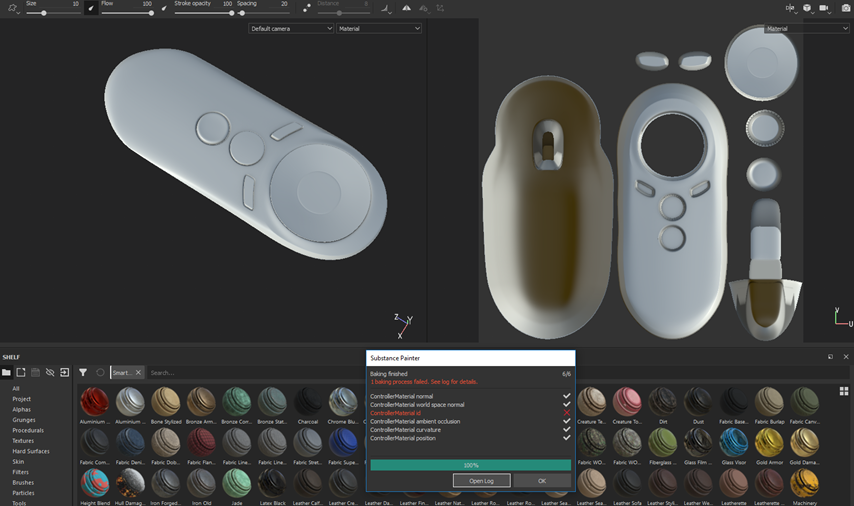 Size 10 Flow 100 Stroke opacity 100 Spacing 20 Distance 8
Default camera Material
Material
Z Y
X
Y
U
SHELF
Smart... Search...
All
Project
Alphas
Grunges
Procedurals
Textures
Hard Surfaces
Skin
Filters
Brushes
Particles
Tools
Aluminium ... Aluminium ... Bone Stylized Bronze Arm... Bronze Corr... Bronze Stat... Charcoal Chrome Blu... Creature Te... Creature To... Dirt Dust Fabric Base... Fabric Burlap Fabric Canv...
Fabric Com... Fabric Deni... Fabric Dob... Fabric Flan... Fabric Line... Fabric Line... Fabric Stret... Fabric Supe... Fabric WO... Fabric WO... Fiberglass ... Glass Film ... Glass Visor Gold Armor Gold Dama...
Height Blend Hull Damag... Iron Forged... Iron Old Jade Latex Black Leather Calf... Leather Cre... Leather Dar... Leather Fin... Leather Me... Leather Nat... Leather Ro... Leather Sea... Leather Sea... Leather Sofa Leather Styli... Leather We... Leatherette ... Leatherette ... Machinery
Substance Painter
Baking finished 6/6
1 baking process failed. See log for details.
ControllerMaterial normal
ControllerMaterial world space normal
ControllerMaterial id
ControllerMaterial ambient occlusion
ControllerMaterial curvature
ControllerMaterial position
100%
Open Log OK